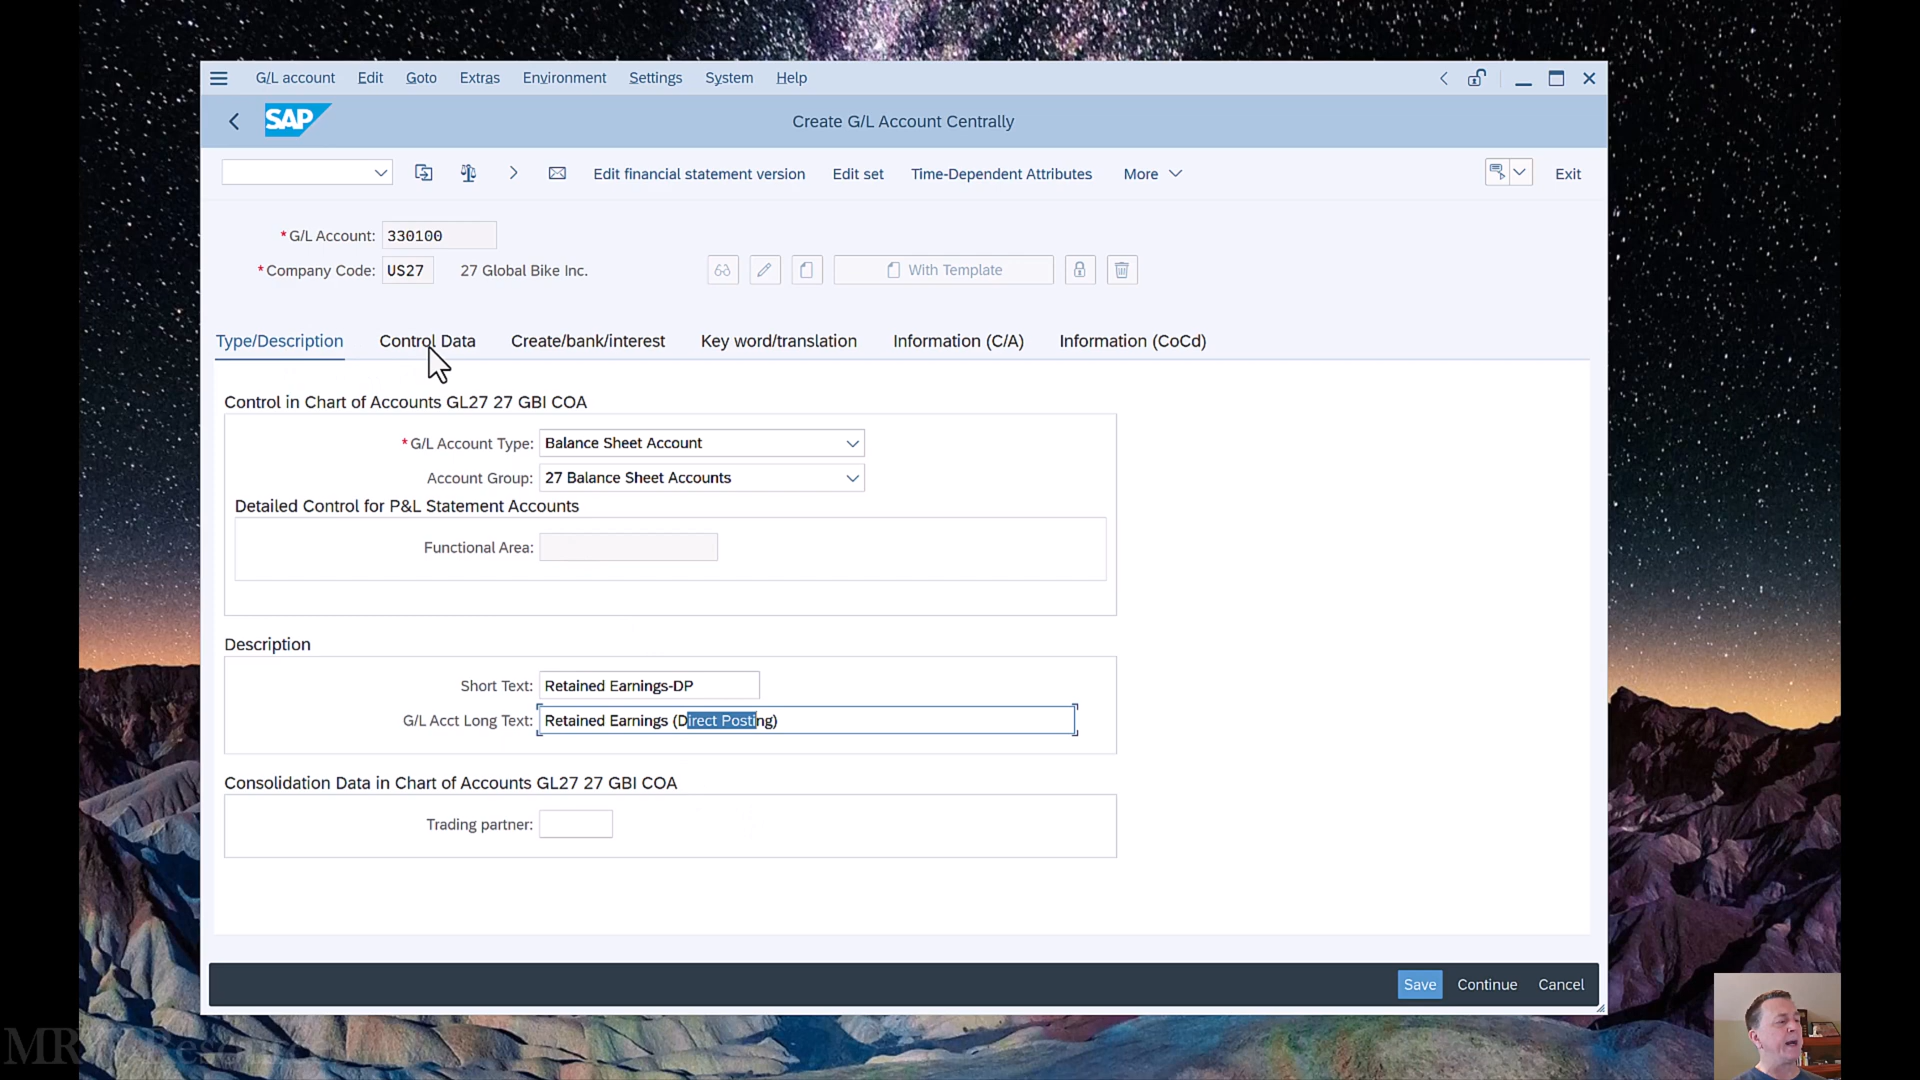 G/L account Edit Goto Extras Environment Settings System Help
SAP Create G/L Account Centrally
Edit financial statement version Edit set Time-Dependent Attributes More Exit
* G/L Account: 330100
* Company Code: US27 27 Global Bike Inc. With Template
Type/Description Control Data Create/bank/interest Key word/translation Information (C/A) Information (CoCd)
Control in Chart of Accounts GL27 27 GBI COA
* G/L Account Type: Balance Sheet Account
Account Group: 27 Balance Sheet Accounts
Detailed Control for P&L Statement Accounts
Functional Area:
Description
Short Text: Retained Earnings-DP
G/L Acct Long Text: Retained Earnings (Direct Posting)
Consolidation Data in Chart of Accounts GL27 27 GBI COA
Trading partner:
Save Continue Cancel